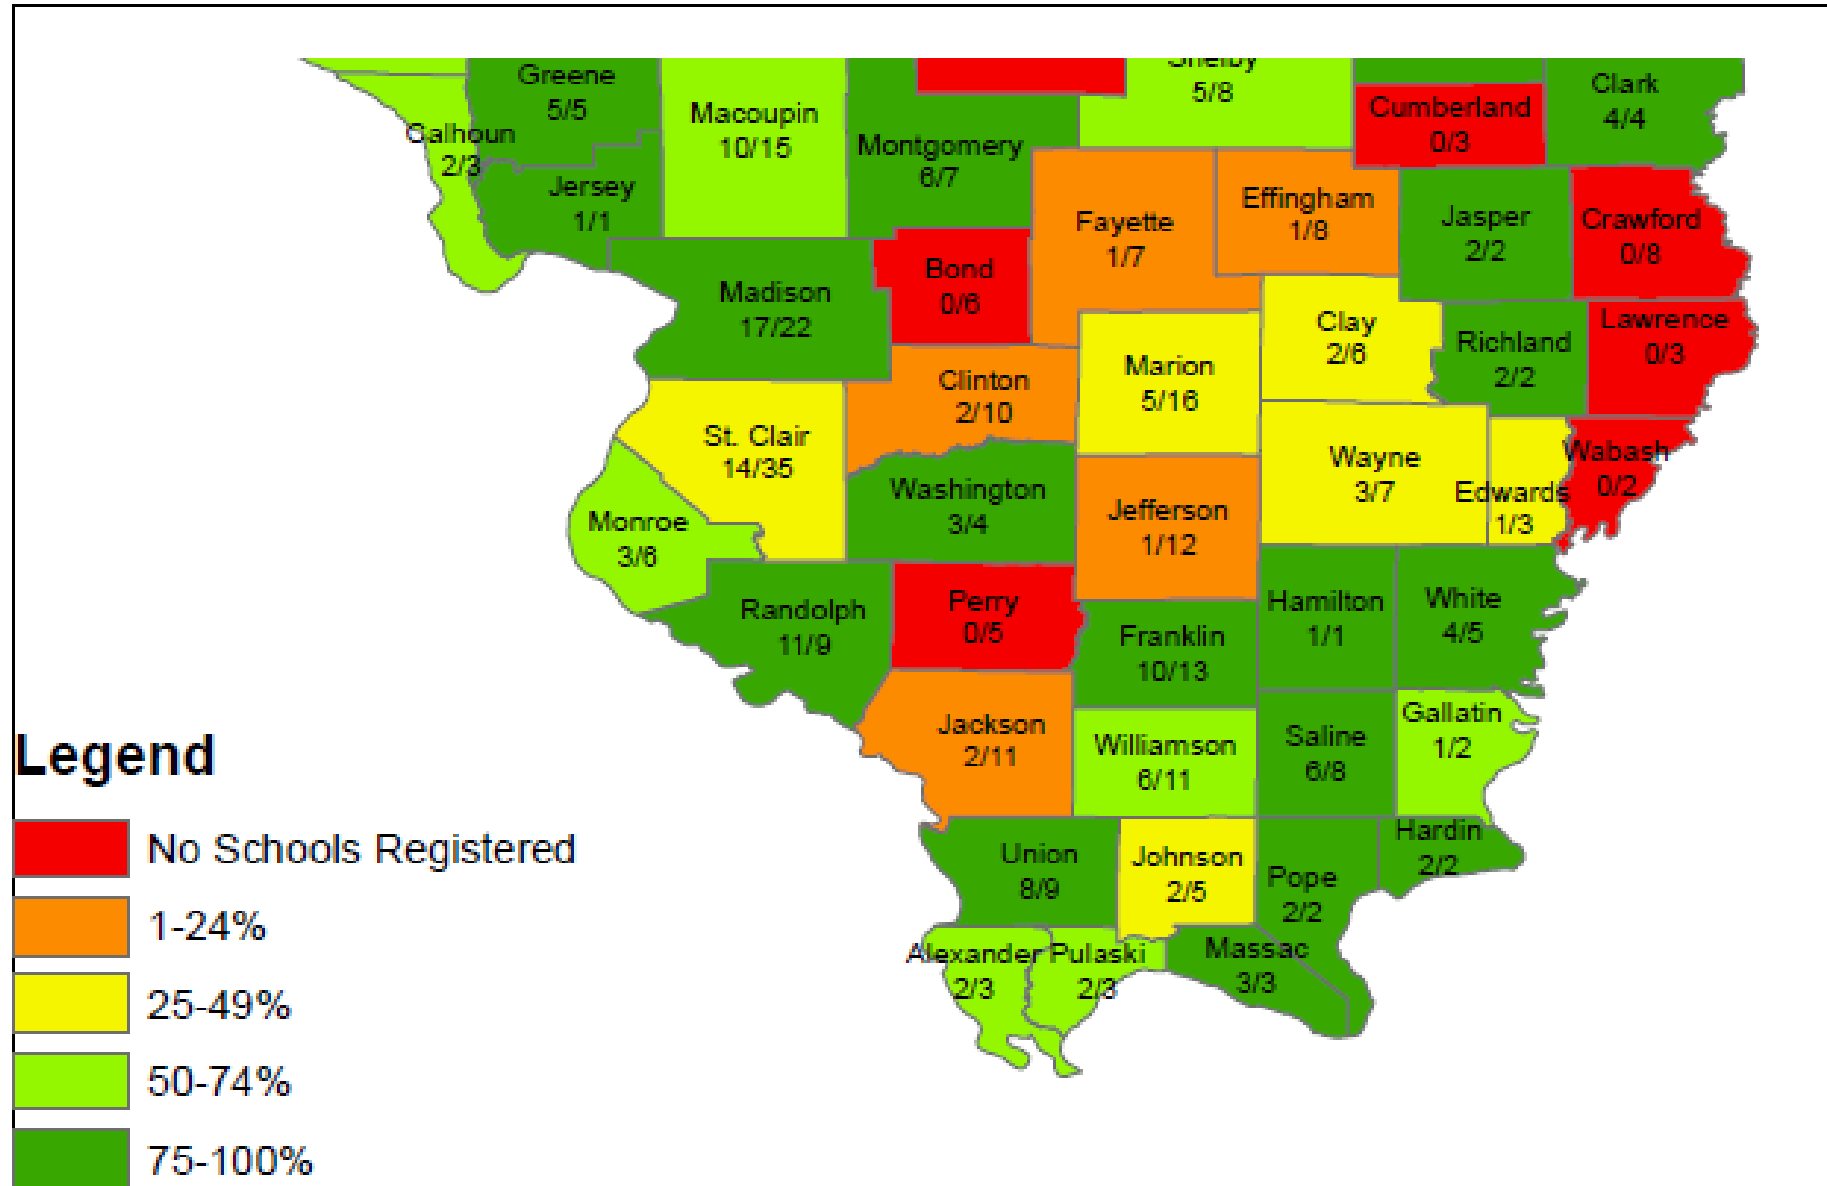 Greene
5/5
Macoupin
10/15
Shelby
5/8
Cumberland
0/3
Clark
4/4
Calhoun
2/3
Jersey
1/1
Montgomery
6/7
Fayette
1/7
Effingham
1/8
Jasper
2/2
Crawford
0/8
Madison
17/22
Bond
0/6
Clay
2/6
Richland
2/2
Lawrence
0/3
Clinton
2/10
Marion
5/16
St. Clair
14/35
Wayne
3/7
Edwards
1/3
Wabash
0/2
Monroe
3/6
Washington
3/4
Jefferson
1/12
Randolph
11/9
Perry
0/5
Franklin
10/13
Hamilton
1/1
White
4/5
Jackson
2/11
Williamson
6/11
Saline
6/8
Gallatin
1/2
Union
8/9
Johnson
2/5
Pope
2/2
Hardin
2/2
Alexander
2/3
Pulaski
2/3
Massac
3/3
Legend
No Schools Registered
1-24%
25-49%
50-74%
75-100%